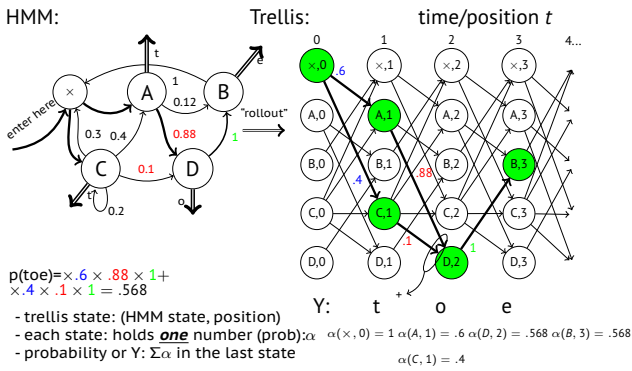 HMM:
Trellis:
time/position t
0
1
2
3
4...
enter here
×
A
B
C
D
t
e
t
o
1
0.12
0.88
0.3
0.4
0.1
1
0.2
"rollout"
×,0
×,1
×,2
×,3
A,0
A,1
A,2
A,3
B,0
B,1
B,2
B,3
C,0
C,1
C,2
C,3
D,0
D,1
D,2
D,3
.6
.4
.88
.1
1
+
Y: t o e
p(toe)=×.6 × .88 × 1+
×.4 × .1 × 1 = .568
- trellis state: (HMM state, position)
- each state: holds one number (prob):α
- probability or Y: Σα in the last state
α(×, 0) = 1 α(A, 1) = .6 α(D, 2) = .568 α(B, 3) = .568
α(C, 1) = .4